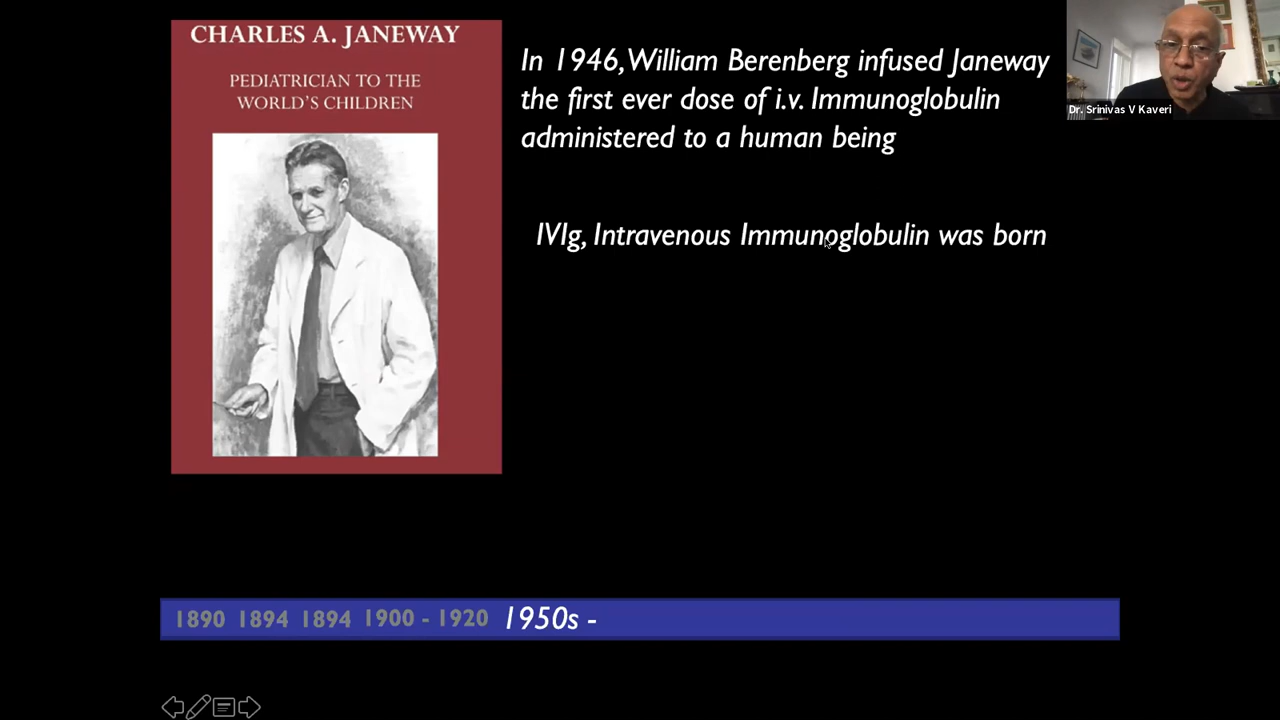 CHARLES A. JANEWAY
PEDIATRICIAN TO THE
WORLD'S CHILDREN
In 1946, William Berenberg infused Janeway
the first ever dose of i.v. Immunoglobulin
administered to a human being
IVIg, Intravenous Immunoglobulin was born
Dr. Srinivas V Kaveri
1890 1894 1894 1900 - 1920 1950s -